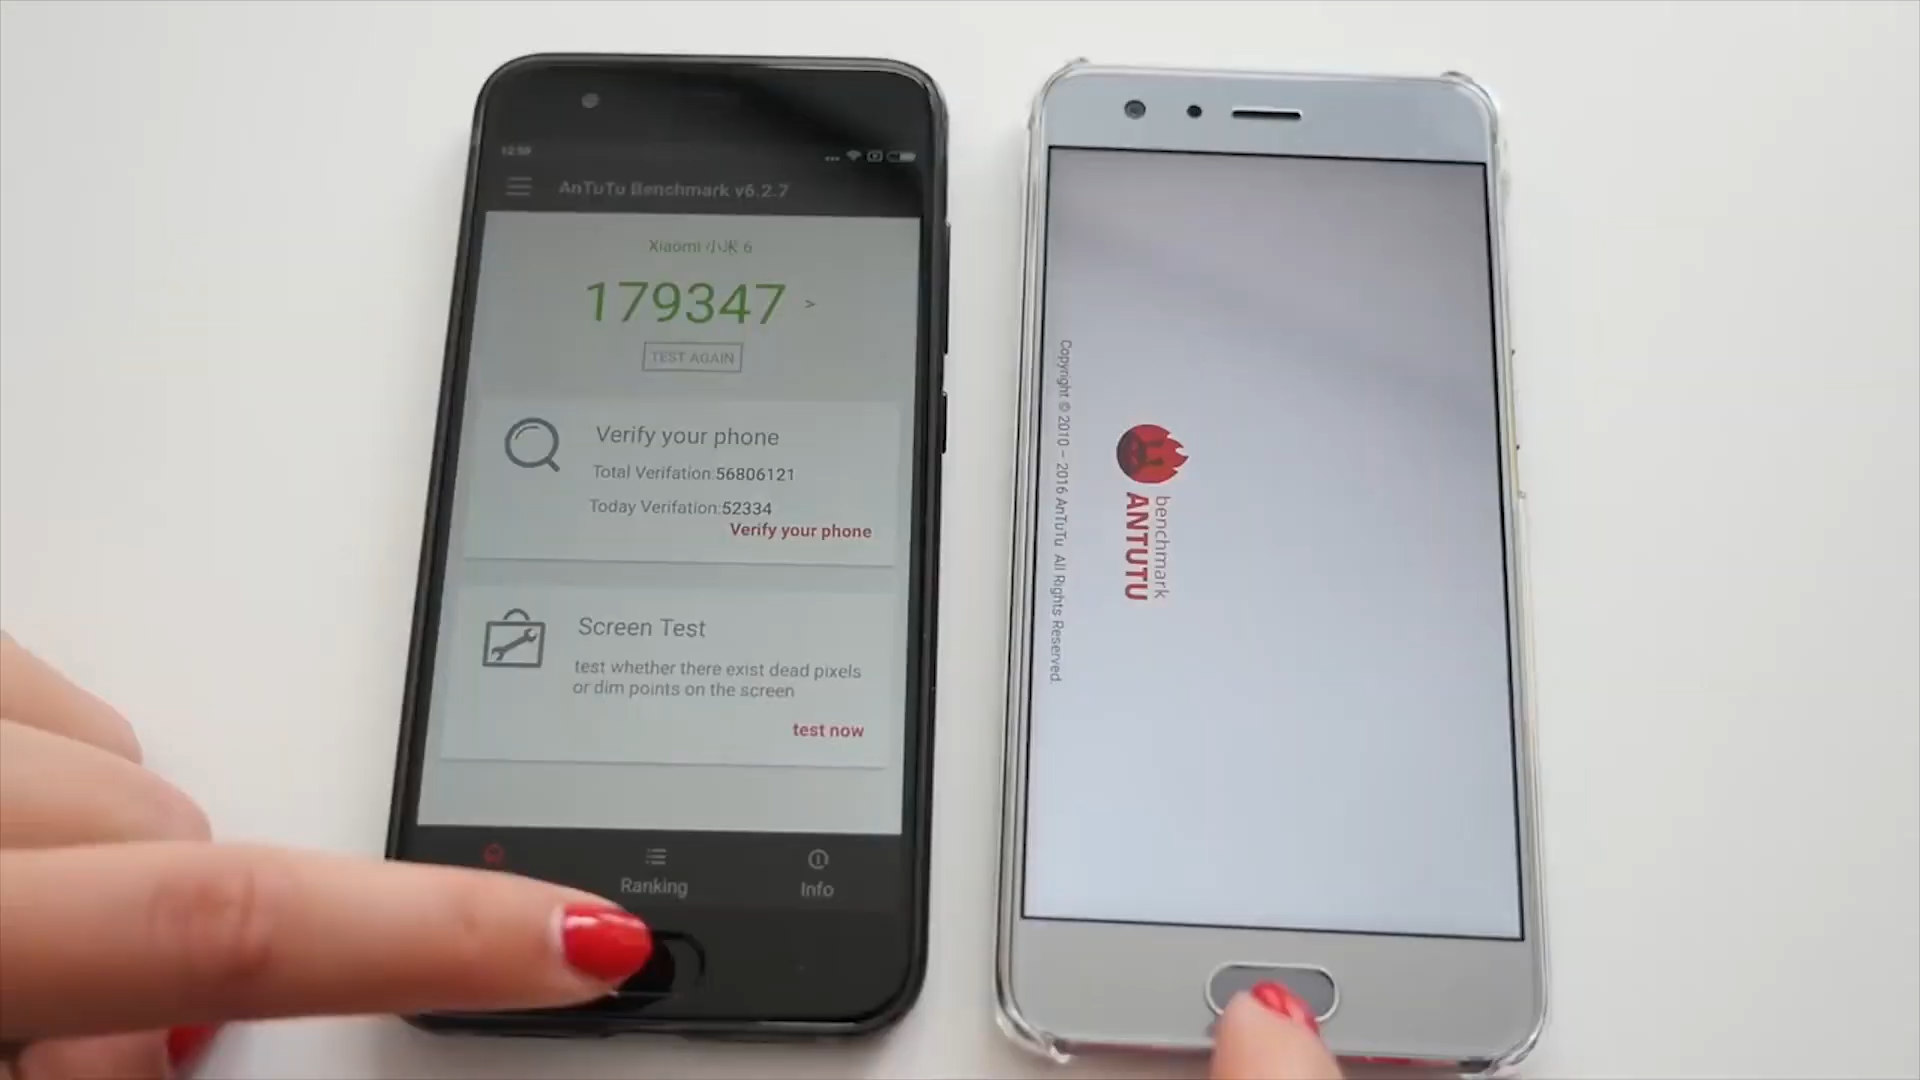 12:59
AnTuTu Benchmark v6.2.7
Xiaomi 小米 6
179347 >
TEST AGAIN
Verify your phone
Total Verifation:56806121
Today Verifation:52334
Verify your phone
Screen Test
test whether there exist dead pixels
or dim points on the screen
test now
Ranking
Info
benchmark
ANTUTU
Copyright © 2010 - 2016 AnTuTu All Rights Reserved.